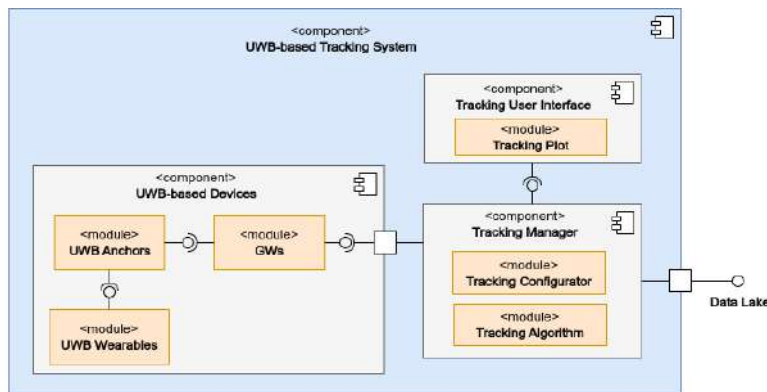 <component>
UWB-based Tracking System
<component>
Tracking User Interface
<module>
Tracking Plot
<component>
UWB-based Devices
<module>
UWB Anchors
<module>
GWs
<module>
UWB Wearables
<component>
Tracking Manager
<module>
Tracking Configurator
<module>
Tracking Algorithm
Data Lake